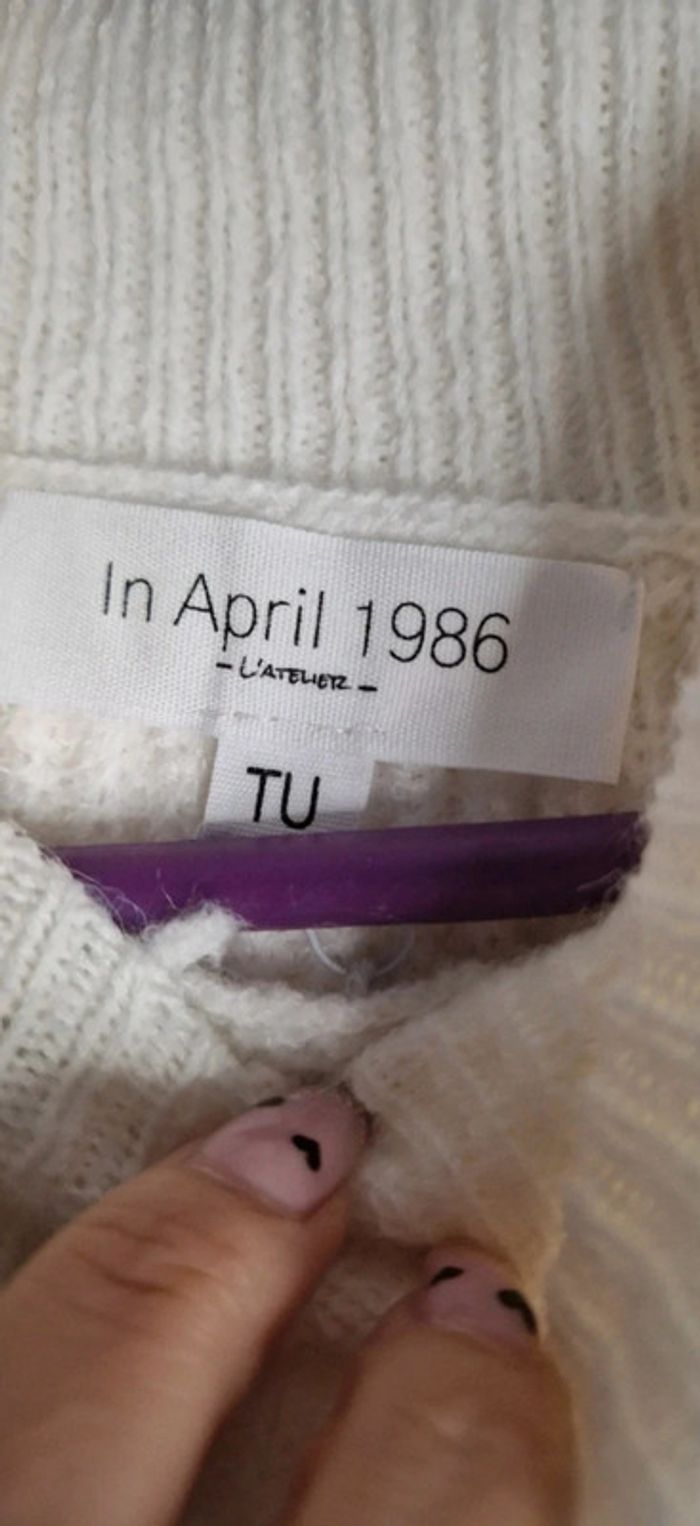 In April 1986
- L'ATELIER -
TU